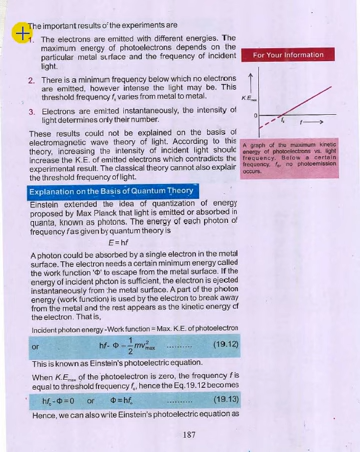 The important results of the experiments are
1. The electrons are emitted with different energies. The
maximum energy of photoelectrons depends on the
particular metal surface and the frequency of incident
light.
2. There is a minimum frequency below which no electrons
are emitted, however intense the light may be. This
threshold frequency f₀ varies from metal to metal.
3. Electrons are emitted instantaneously, the intensity of
light determines only their number.
These results could not be explained on the basis of
electromagnetic wave theory of light. According to this
theory, increasing the intensity of incident light should
increase the K.E. of emitted electrons which contradicts the
experimental result. The classical theory cannot also explain
the threshold frequency of light.
Explanation on the Basis of Quantum Theory
Einstein extended the idea of quantization of energy
proposed by Max Planck that light is emitted or absorbed in
quanta, known as photons. The energy of each photon of
frequency f as given by quantum theory is
E = hf
A photon could be absorbed by a single electron in the metal
surface. The electron needs a certain minimum energy called
the work function 'Φ' to escape from the metal surface. If the
energy of incident photon is sufficient, the electron is ejected
instantaneously from the metal surface. A part of the photon
energy (work function) is used by the electron to break away
from the metal and the rest appears as the kinetic energy of
the electron. That is,
Incident photon energy - Work function = Max. K.E. of photoelectron
or hf - Φ = 1/2 mv²max .......... (19.12)
This is known as Einstein's photoelectric equation.
When K.E.max of the photoelectron is zero, the frequency f is
equal to threshold frequency f₀, hence the Eq. 19.12 becomes
hf₀ - Φ = 0 or Φ = hf₀ .......... (19.13)
Hence, we can also write Einstein's photoelectric equation as
187
For Your Information
K.E.max
0
f₀
f
A graph of the maximum kinetic
energy of photoelectrons vs. light
frequency. Below a certain
frequency, f₀, no photoemission
occurs.